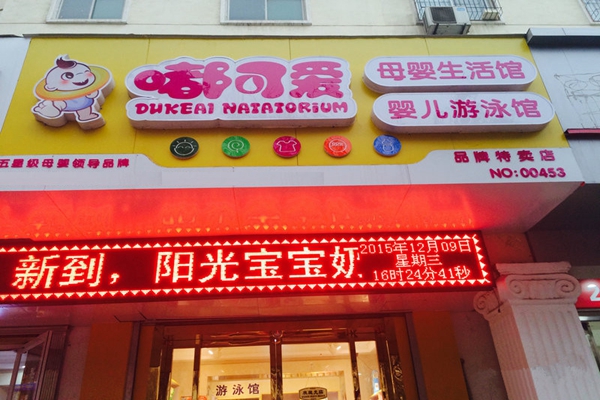 嘟可爱
DUKEAI NATATORIUM
母婴生活馆
婴儿游泳馆
五星级母婴领导品牌
品牌特卖店
NO:00453
新到，阳光宝宝奶
2015年12月09日
星期三
16时24分41秒
游泳馆